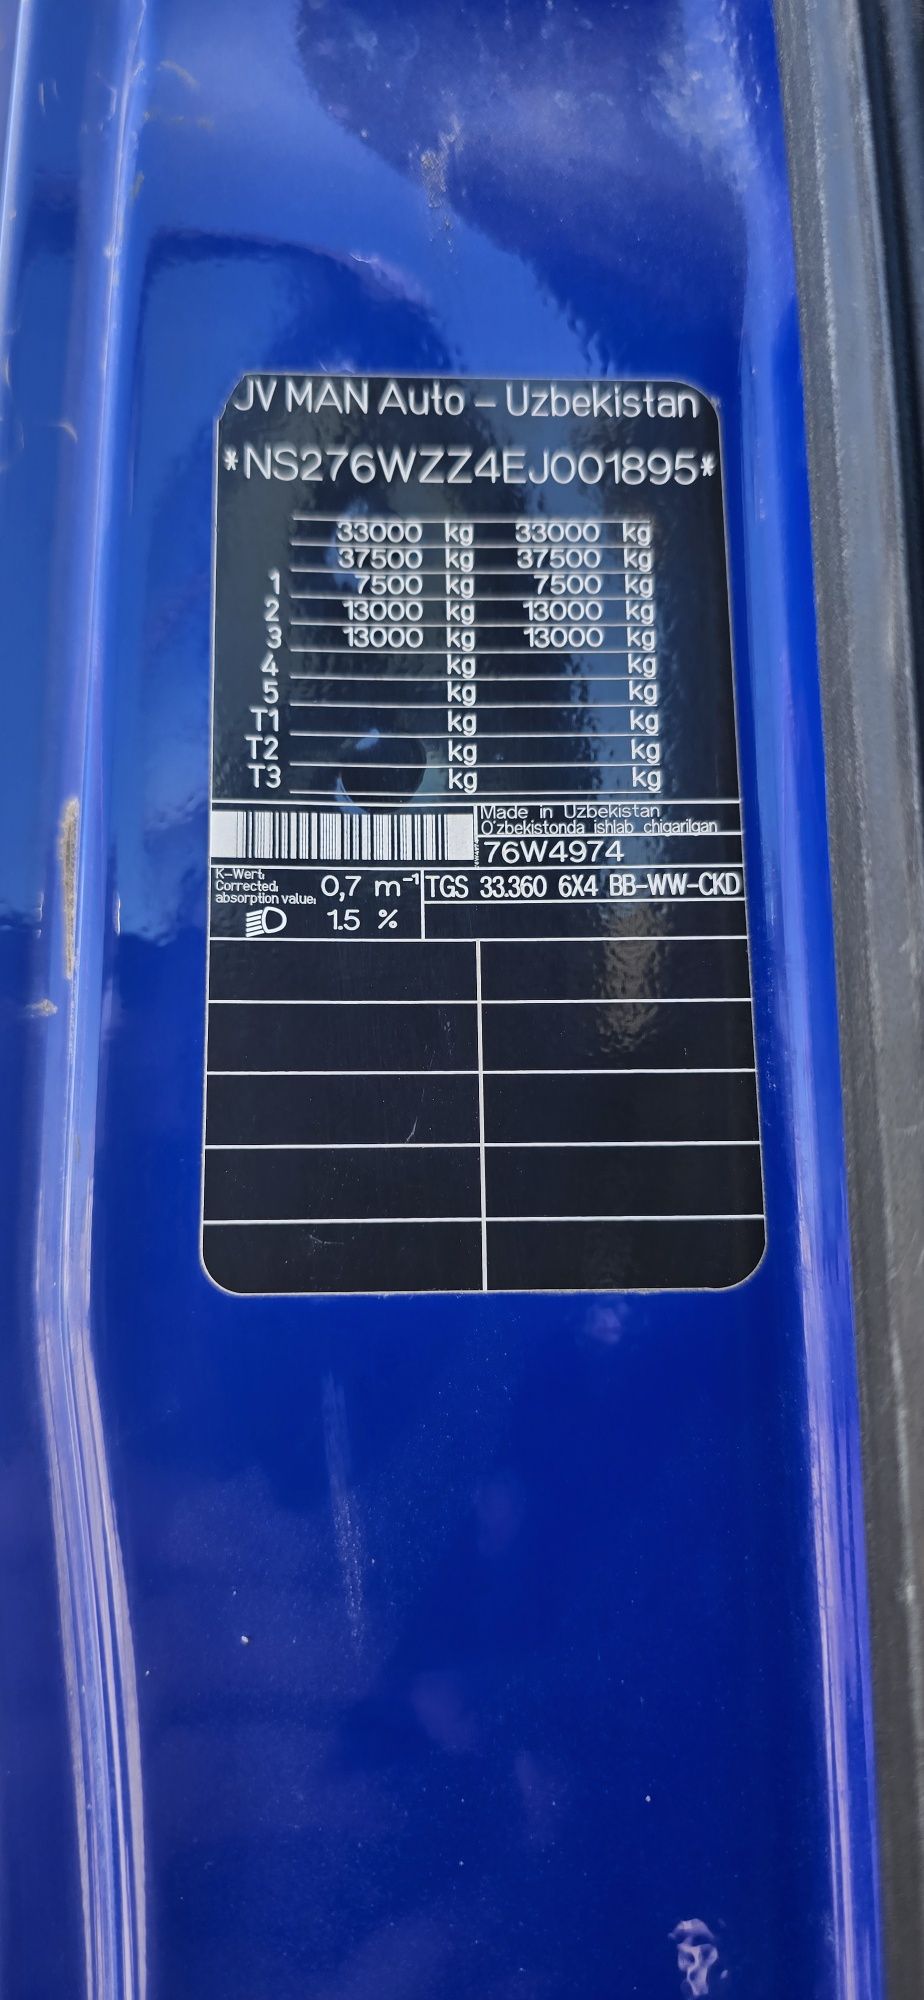 JV MAN Auto - Uzbekistan
*NS276WZZ4EJ001895*
33000 kg 33000 kg
37500 kg 37500 kg
1 7500 kg 7500 kg
2 13000 kg 13000 kg
3 13000 kg 13000 kg
4 kg kg
5 kg kg
T1 kg kg
T2 kg kg
T3 kg kg
Made in Uzbekistan
O'zbekistonda ishlab chigarilgan
76W4974
K-Wert:
Corrected,
absorption value:
0,7 m⁻¹
TGS 33.360 6X4 BB-WW-CKD
1.5 %